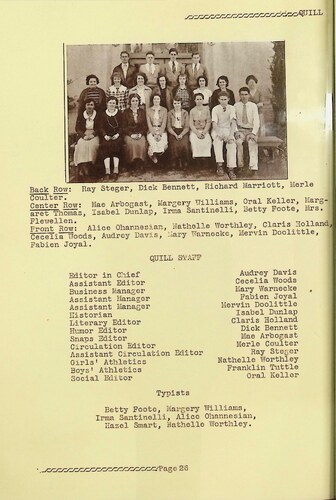 QUILL
Back Row: Ray Steger, Dick Bennett, Richard Marriott, Merle
Coulter.
Center Row: Mae Arbogast, Margery Williams, Oral Keller, Marg-
aret Thomas, Isabel Dunlap, Irma Santinelli, Betty Foote, Mrs.
Flewellen.
Front Row: Alice Ohannesian, Nathelle Worthley, Claris Holland,
Cecelia Woods, Audrey Davis, Mary Warnecke, Mervin Doolittle,
Fabien Joyal.
QUILL STAFF
Editor in Chief Audrey Davis
Assistant Editor Cecelia Woods
Business Manager Mary Warnecke
Assistant Manager Fabien Joyal
Assistant Manager Mervin Doolittle
Historian Isabel Dunlap
Literary Editor Claris Holland
Humor Editor Dick Bennett
Snaps Editor Mae Arbogast
Circulation Editor Merle Coulter
Assistant Circulation Editor Ray Steger
Girls' Athletics Nathelle Worthley
Boys' Athletics Franklin Tuttle
Social Editor Oral Keller
Typists
Betty Foote, Margery Williams,
Irma Santinelli, Alice Ohannesian,
Hazel Smart, Nathelle Worthley.
Page 26